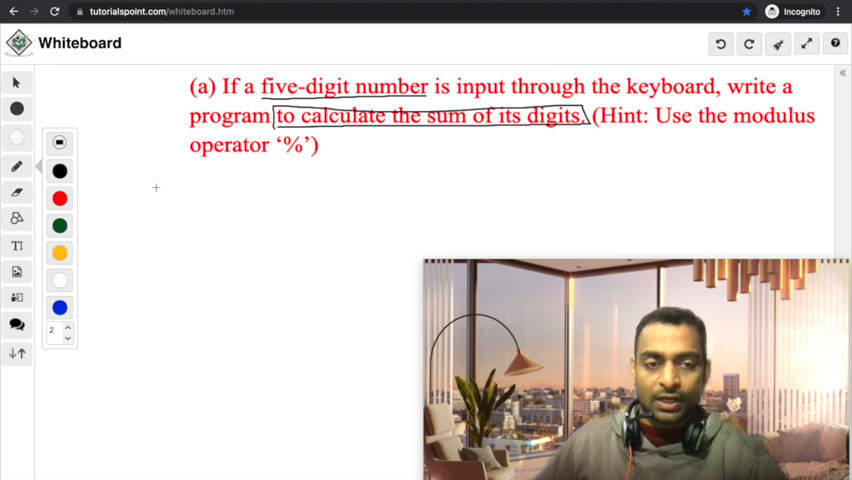 tutorialspoint.com/whiteboard.htm
Incognito
Whiteboard
(a) If a five-digit number is input through the keyboard, write a
program to calculate the sum of its digits. (Hint: Use the modulus
operator ‘%’)
T
2